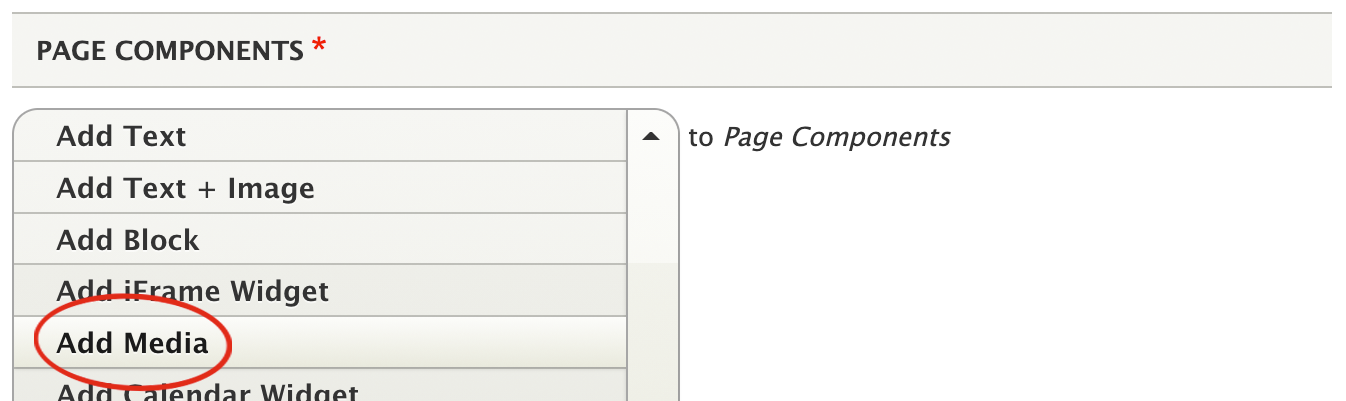 PAGE COMPONENTS *
Add Text
to Page Components
Add Text + Image
Add Block
Add iFrame Widget
Add Media
Add Calendar Widget